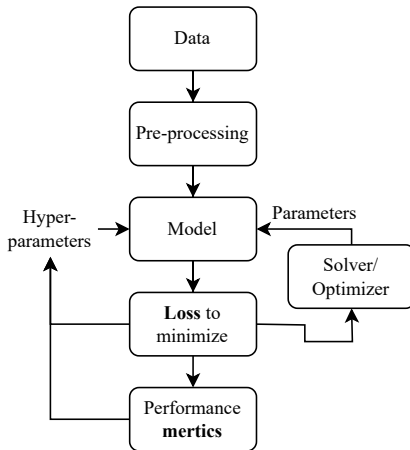 Data
Pre-processing
Hyper-
parameters
Model
Parameters
Solver/
Optimizer
Loss to
minimize
Performance
mertics